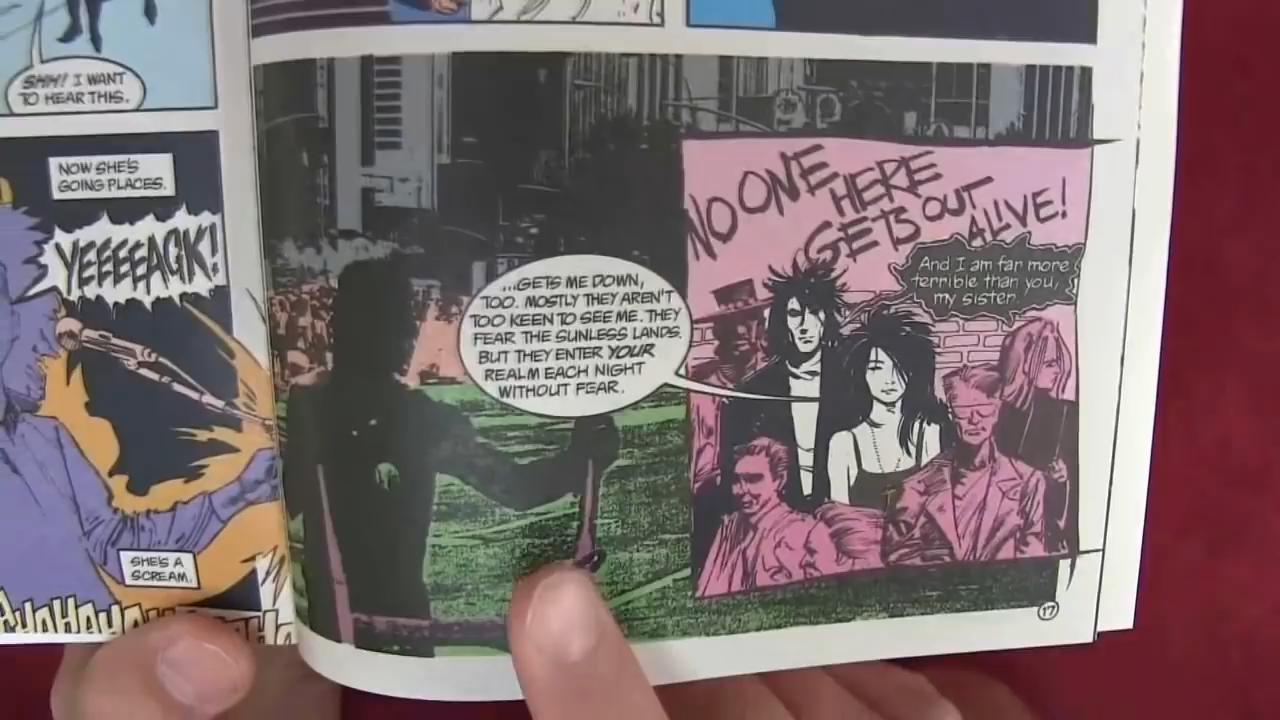 SHH! I WANT
TO HEAR THIS.
NOW SHE'S
GOING PLACES.
YEEEEAGK!
SHE'S A
SCREAM.
NO ONE HERE
GETS OUT
ALIVE!
...GETS ME DOWN,
TOO. MOSTLY THEY AREN'T
TOO KEEN TO SEE ME. THEY
FEAR THE SUNLESS LANDS.
BUT THEY ENTER YOUR
REALM EACH NIGHT
WITHOUT FEAR.
And I am far more
terrible than you,
my sister.
17